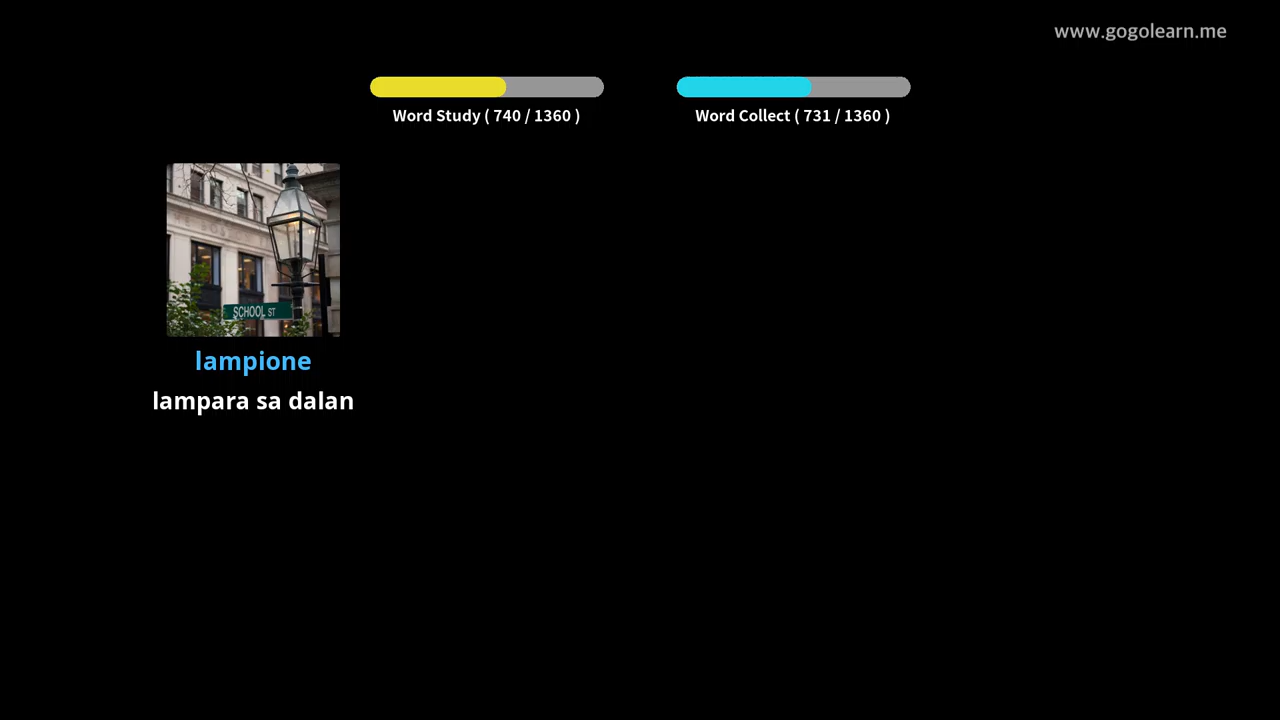 www.gogolearn.me
Word Study ( 740 / 1360 )
Word Collect ( 731 / 1360 )
SCHOOL ST
lampione
lampara sa dalan